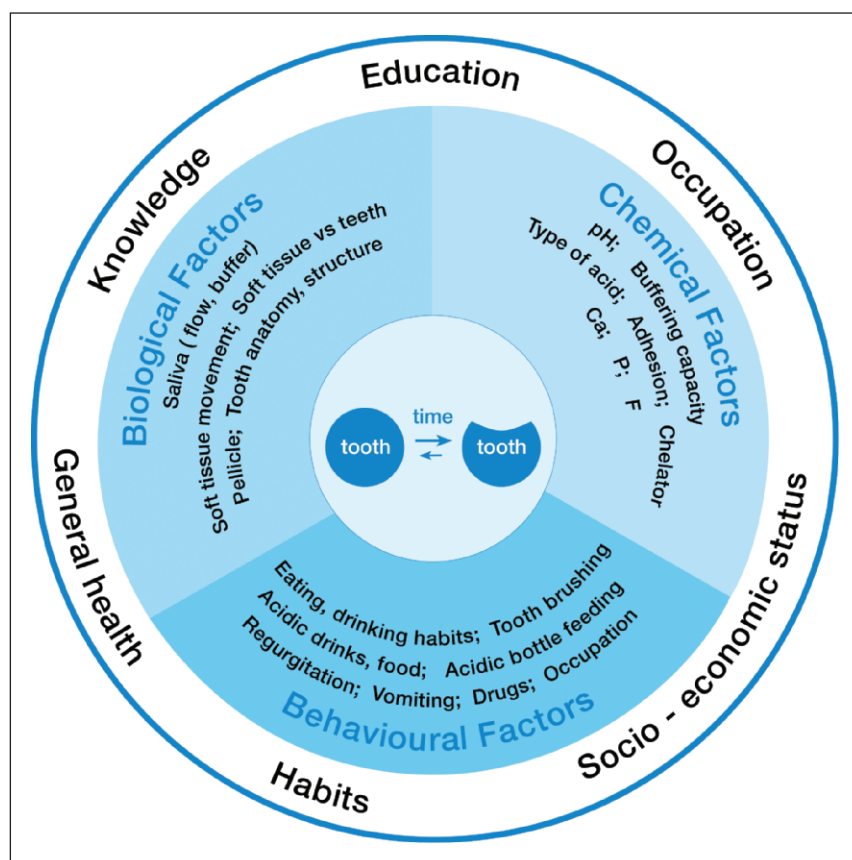 Education
Knowledge
Occupation
General health
Socio - economic status
Habits
Biological Factors
Saliva ( flow, buffer)
Soft tissue movement; Soft tissue vs teeth
Pellicle; Tooth anatomy, structure
Chemical Factors
pH; Buffering capacity
Type of acid; Adhesion; Chelator
Ca; P; F
time
tooth
tooth
Eating, drinking habits; Tooth brushing
Acidic drinks, food; Acidic bottle feeding
Regurgitation; Vomiting; Drugs; Occupation
Behavioural Factors